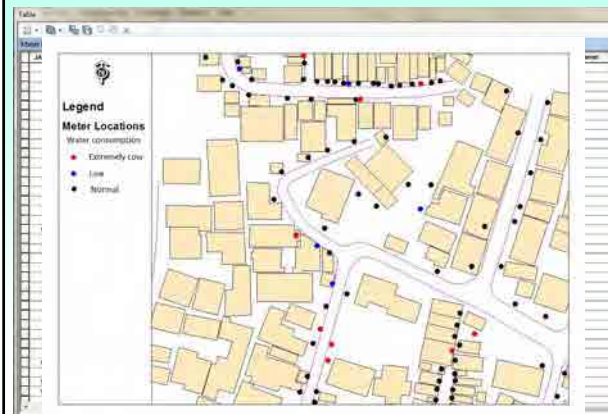 Table
Legend
Meter Locations
Water consumption
Extremely Low
Low
Normal